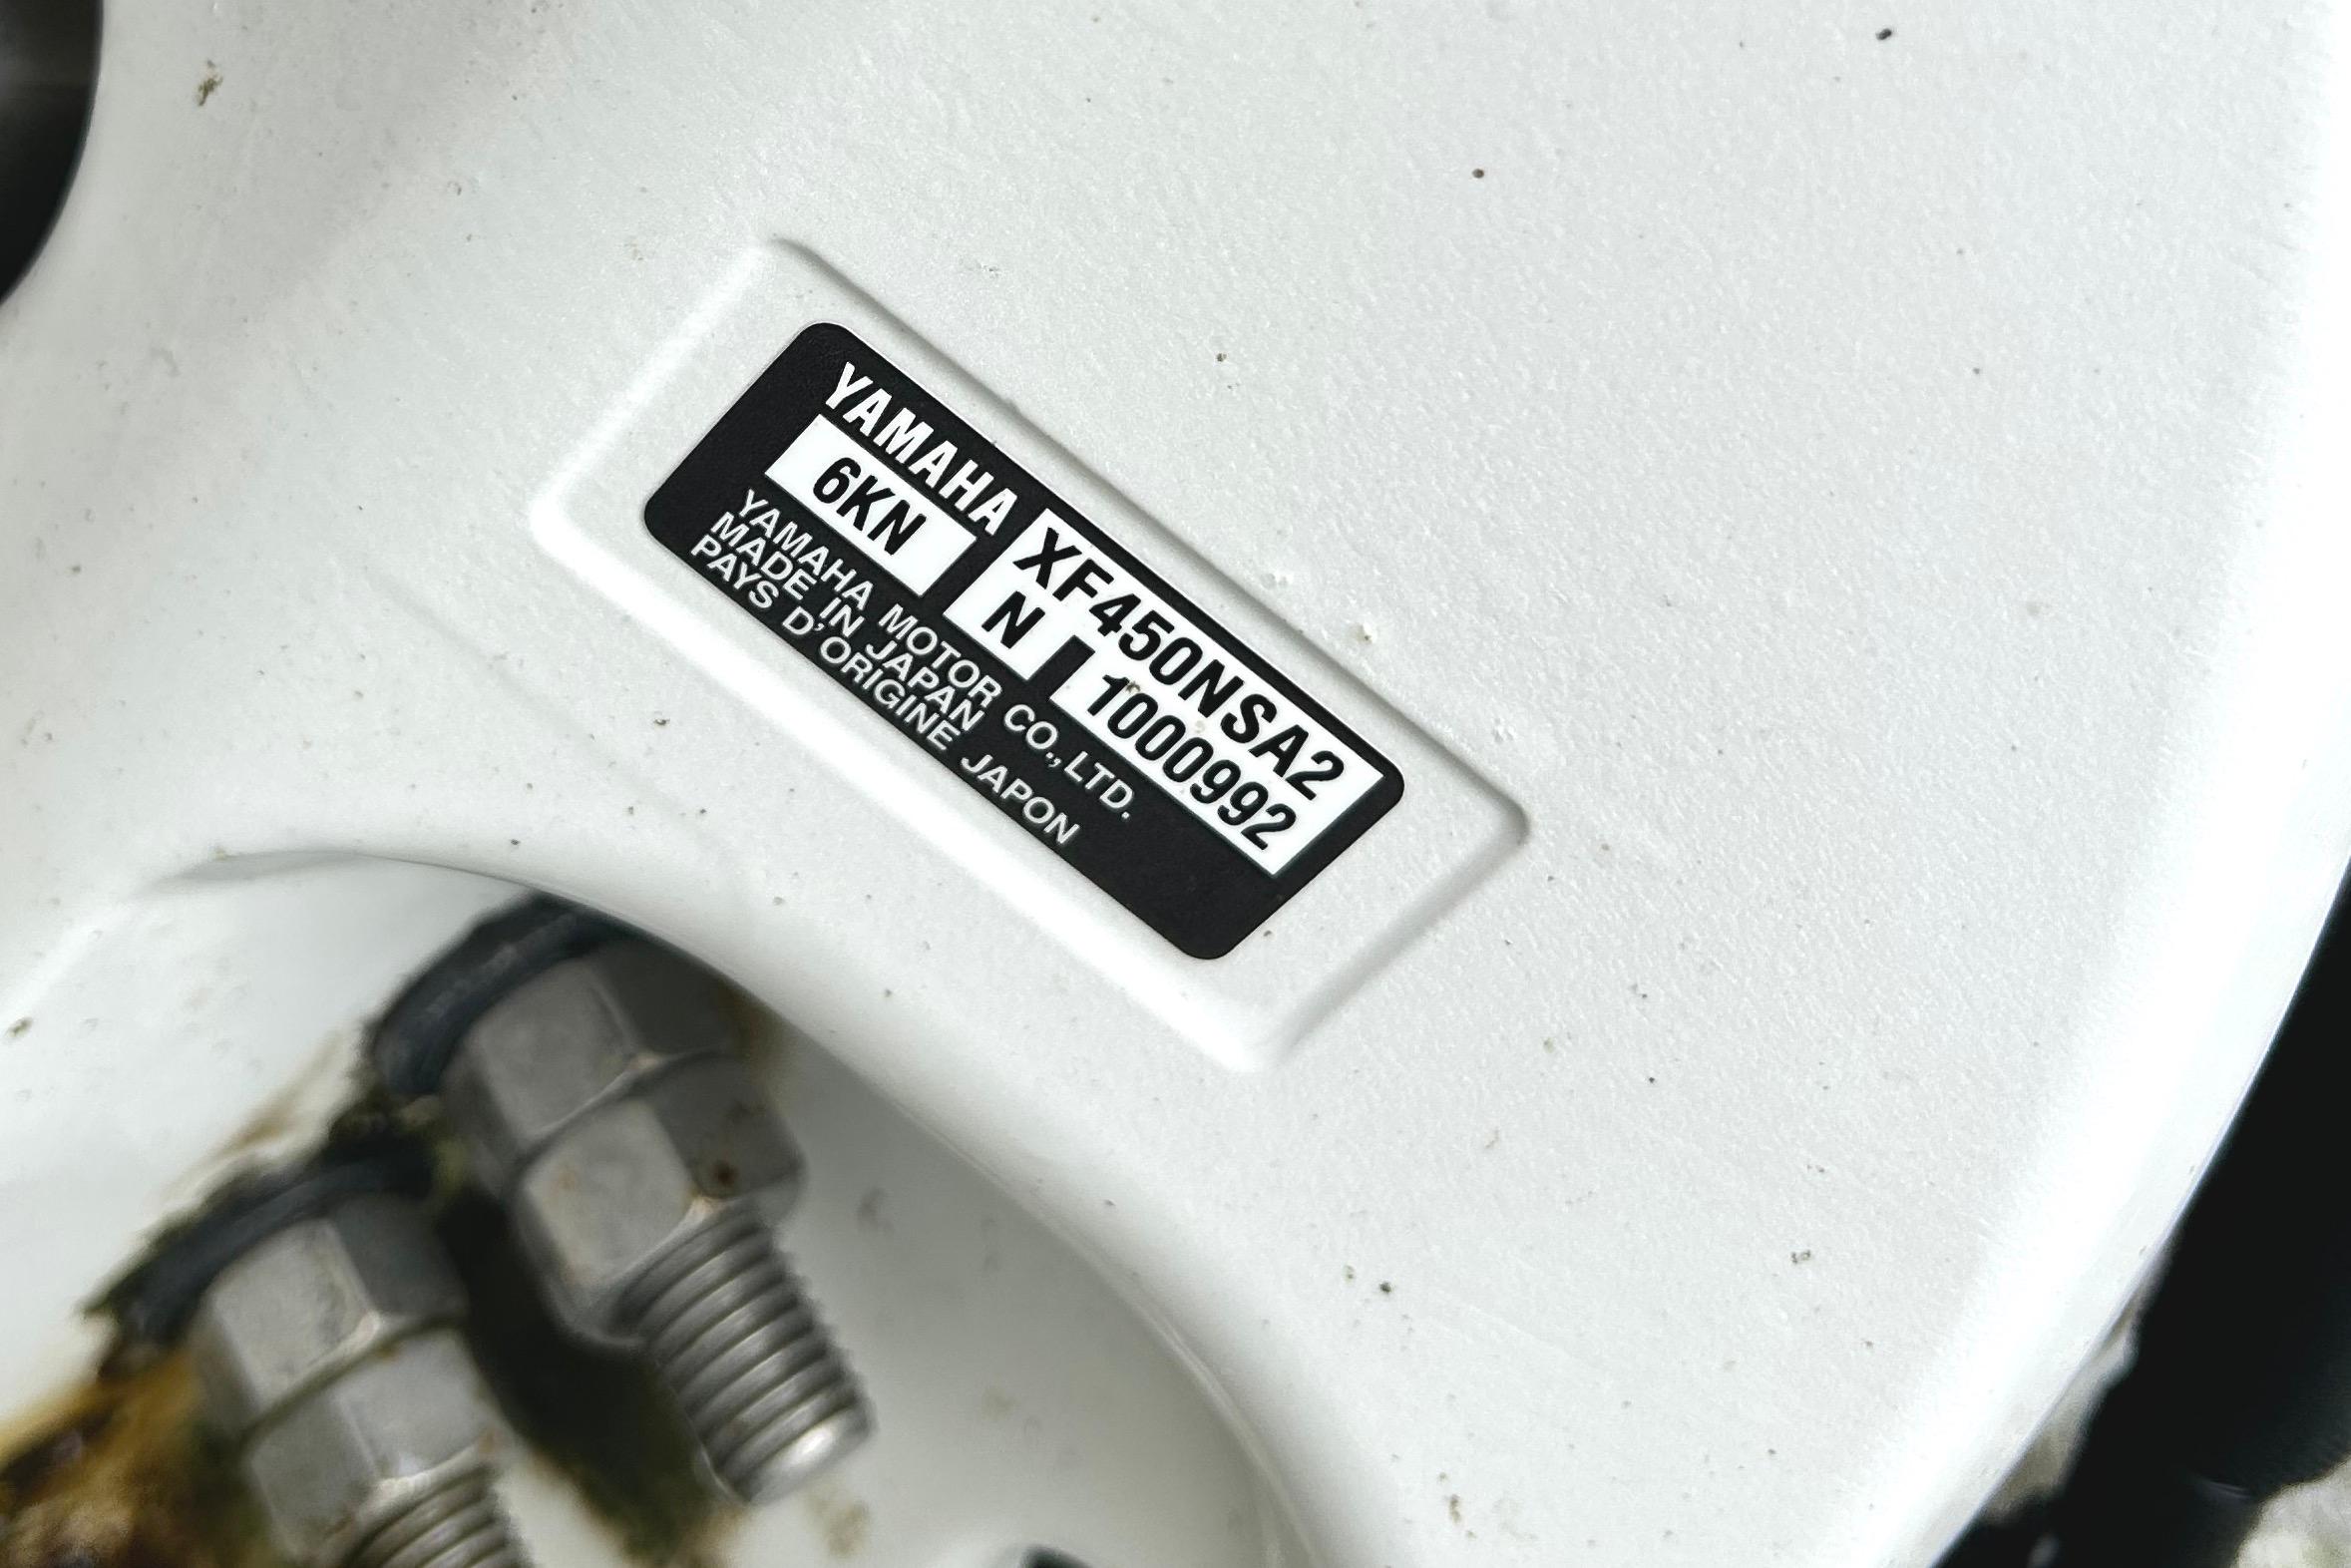 YAMAHA XF450NSA2
6KN N 1000992
YAMAHA MOTOR CO.,LTD.
MADE IN JAPAN
PAYS D'ORIGINE JAPON